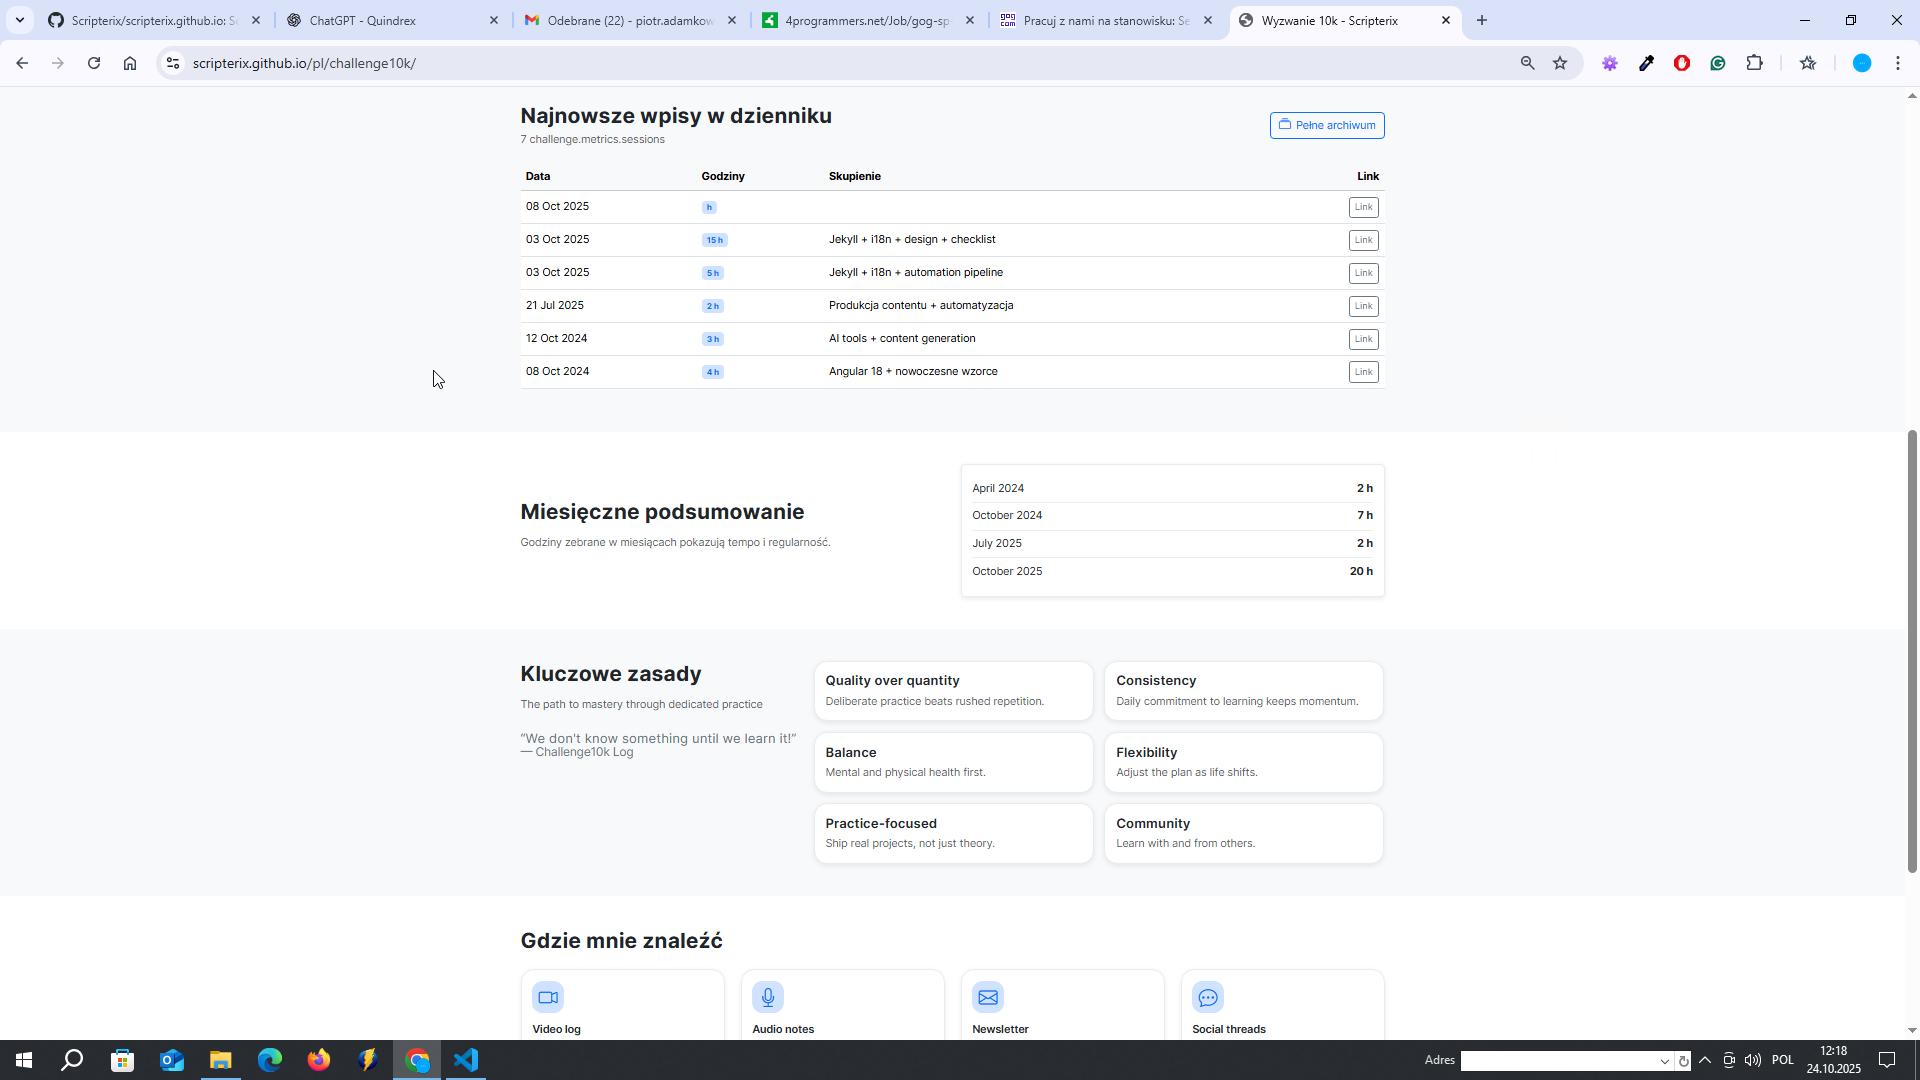 Scripterix/scripterix.github.io: S
ChatGPT - Quindrex
Odebrane (22) - piotr.adamkow
4programmers.net/Job/gog-sp
Pracuj z nami na stanowisku: Se
Wyzwanie 10k - Scripterix
scripterix.github.io/pl/challenge10k/
Najnowsze wpisy w dzienniku
7 challenge.metrics.sessions
Pełne archiwum
Data Godziny Skupienie Link
08 Oct 2025 h Link
03 Oct 2025 15 h Jekyll + i18n + design + checklist Link
03 Oct 2025 5 h Jekyll + i18n + automation pipeline Link
21 Jul 2025 2 h Produkcja contentu + automatyzacja Link
12 Oct 2024 3 h AI tools + content generation Link
08 Oct 2024 4 h Angular 18 + nowoczesne wzorce Link
Miesięczne podsumowanie
Godziny zebrane w miesiącach pokazują tempo i regularność.
April 2024 2 h
October 2024 7 h
July 2025 2 h
October 2025 20 h
Kluczowe zasady
The path to mastery through dedicated practice
“We don't know something until we learn it!”
— Challenge10k Log
Quality over quantity
Deliberate practice beats rushed repetition.
Consistency
Daily commitment to learning keeps momentum.
Balance
Mental and physical health first.
Flexibility
Adjust the plan as life shifts.
Practice-focused
Ship real projects, not just theory.
Community
Learn with and from others.
Gdzie mnie znaleźć
Video log
Audio notes
Newsletter
Social threads
Adres
POL
12:18
24.10.2025